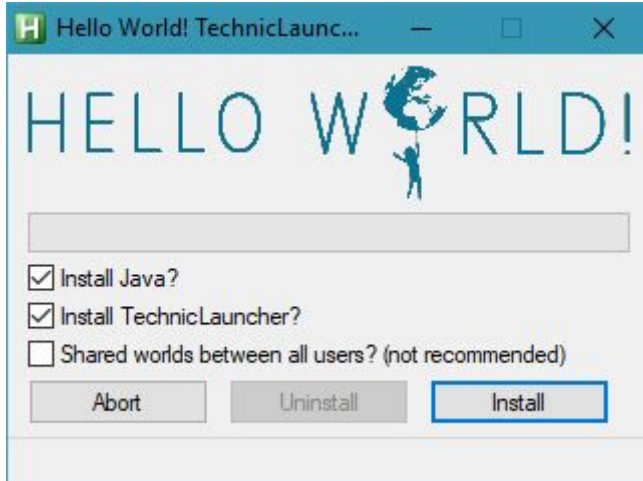 Hello World! TechnicLaunc...
HELLO WORLD!
Install Java?
Install TechnicLauncher?
Shared worlds between all users? (not recommended)
Abort Uninstall Install